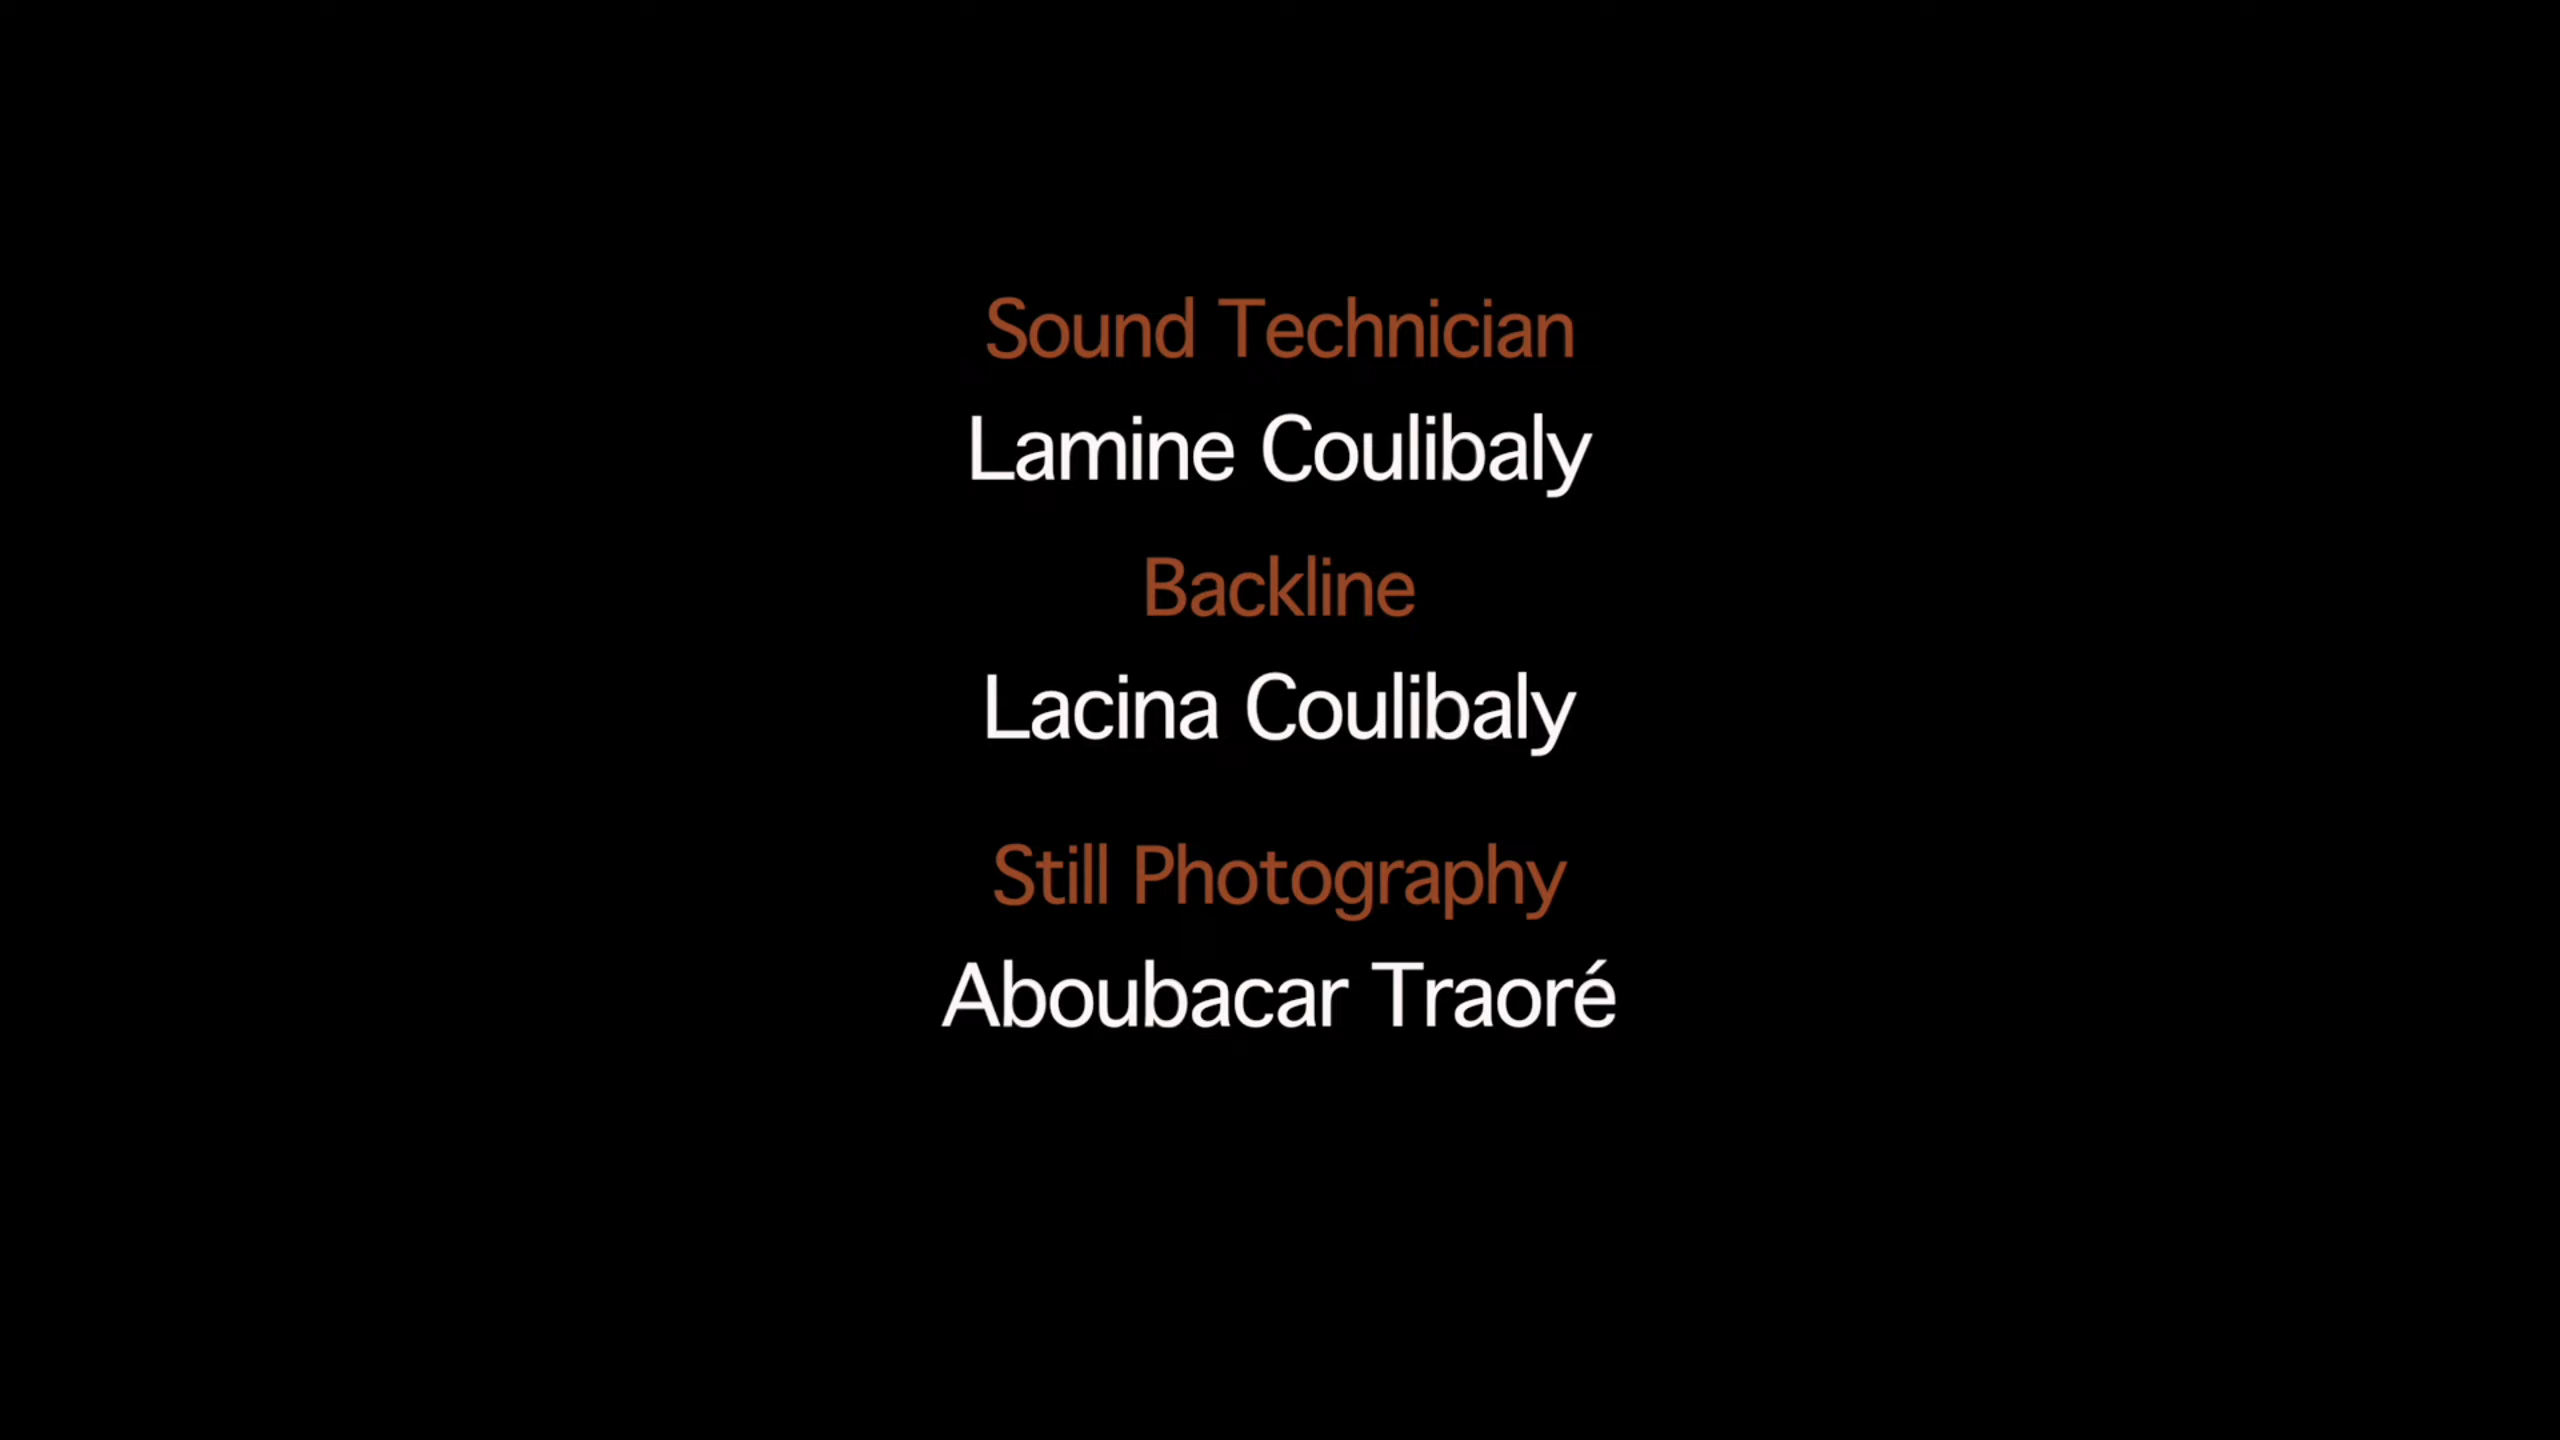 Sound Technician
Lamine Coulibaly
Backline
Lacina Coulibaly
Still Photography
Aboubacar Traoré